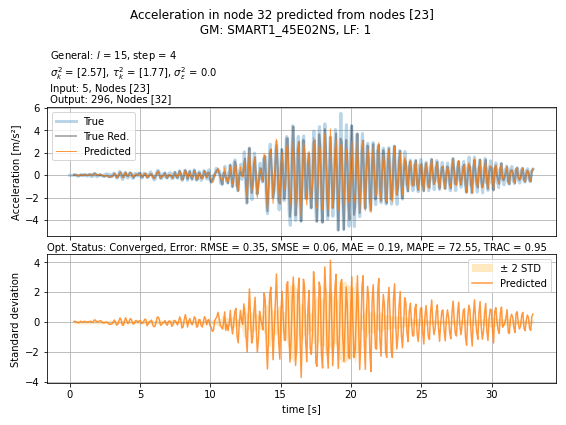 Acceleration in node 32 predicted from nodes [23]
GM: SMART1_45E02NS, LF: 1
General: l = 15, step = 4
σ²ₖ = [2.57], τ²ₖ = [1.77], σ²ε = 0.0
Input: 5, Nodes [23]
Output: 296, Nodes [32]
Acceleration [m/s²]
6
4
2
0
−2
−4
True
True Red.
Predicted
Opt. Status: Converged, Error: RMSE = 0.35, SMSE = 0.06, MAE = 0.19, MAPE = 72.55, TRAC = 0.95
Standard deviation
4
2
0
−2
−4
± 2 STD
Predicted
0 5 10 15 20 25 30
time [s]